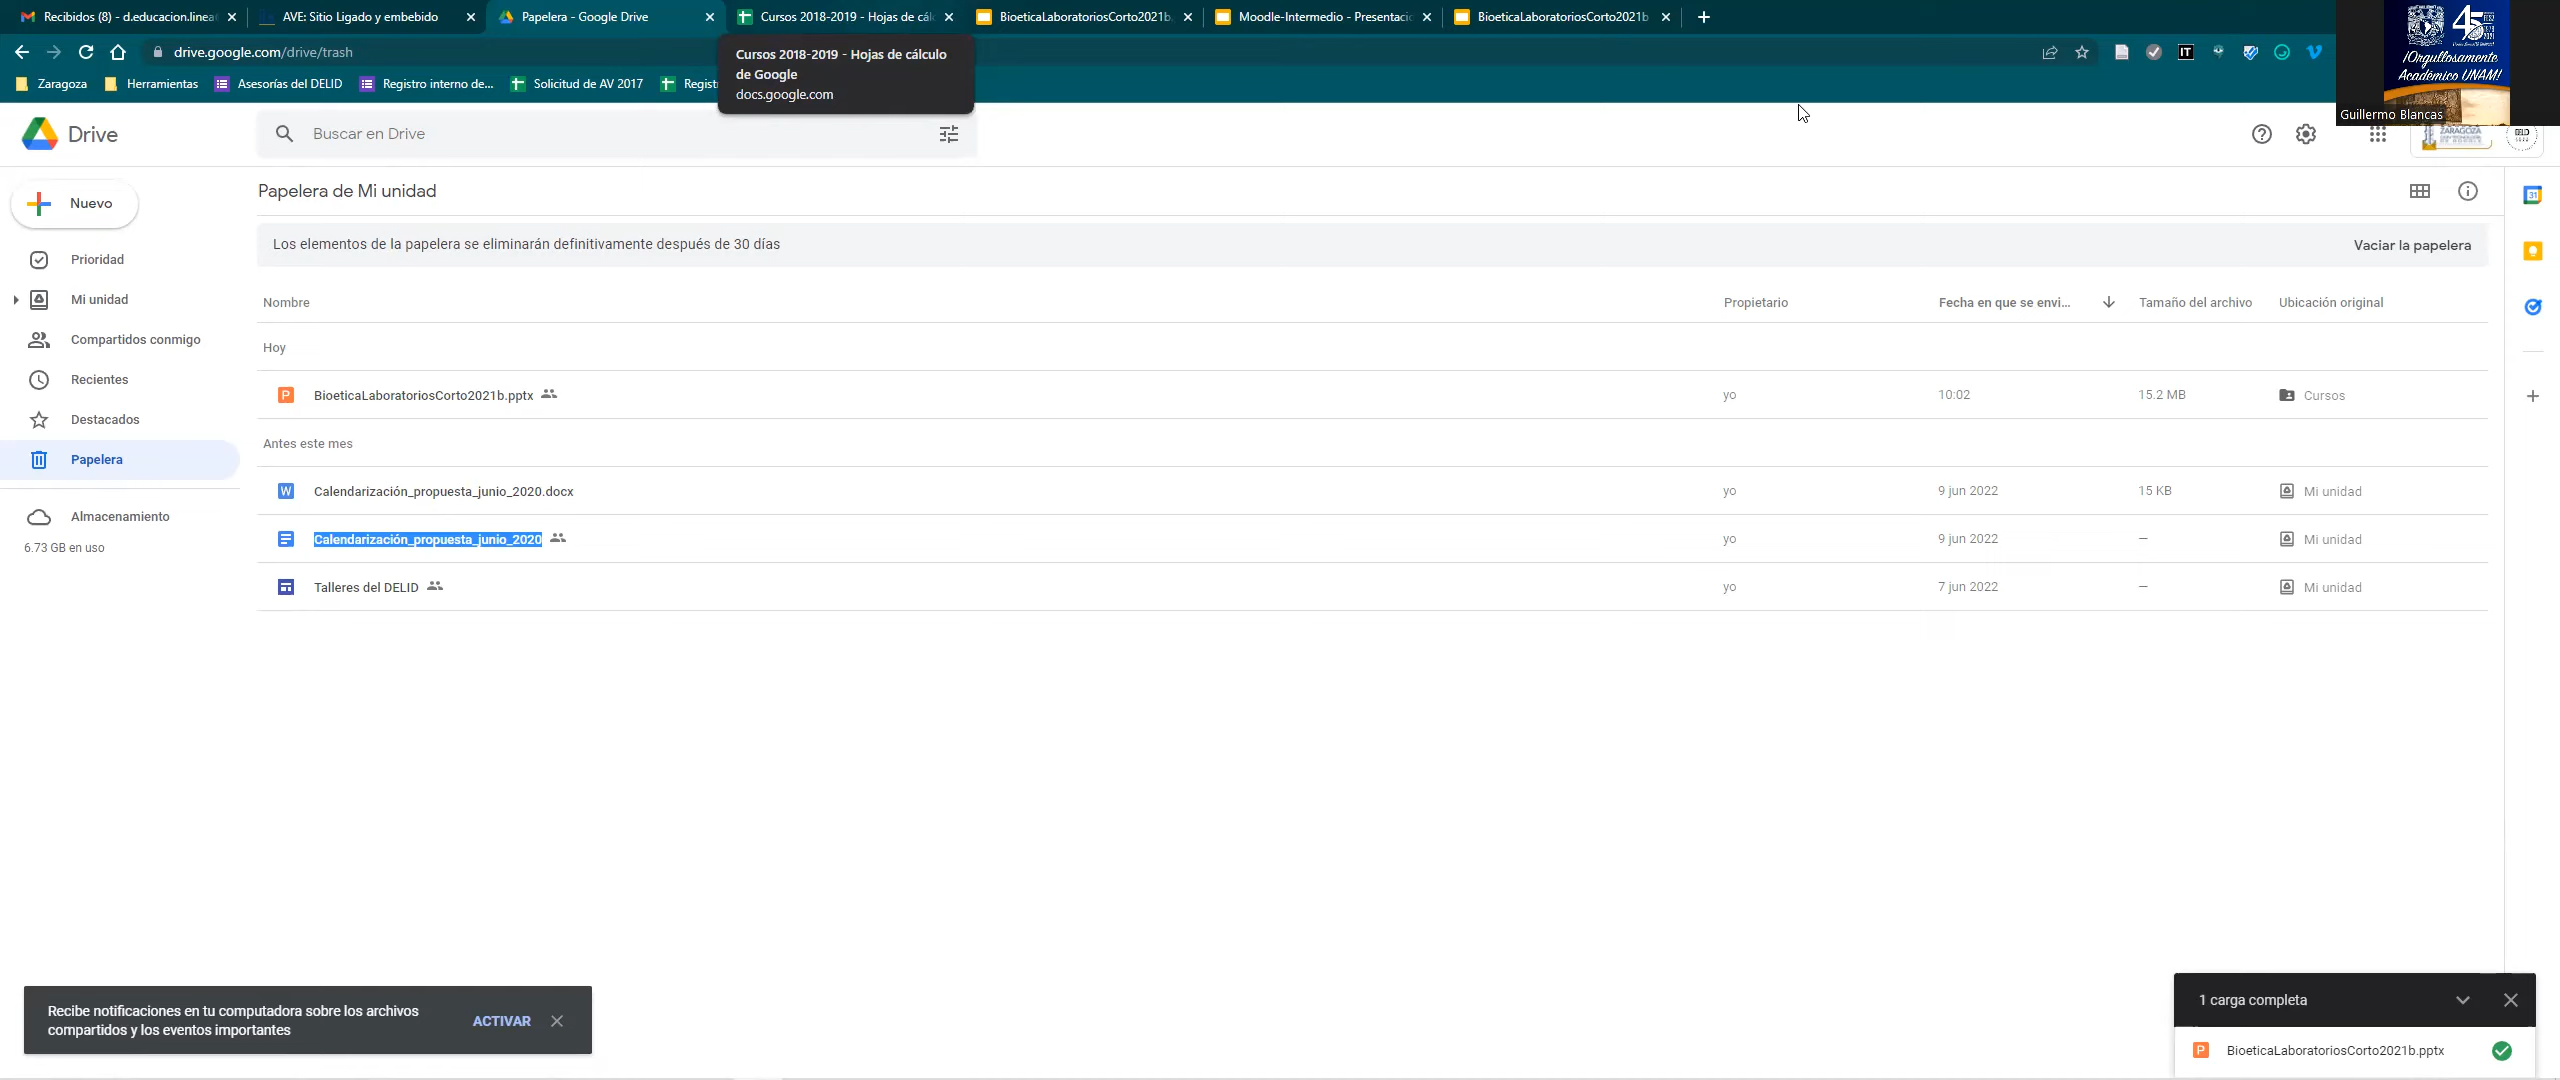 Recibidos (8) - d.educacion.linea
AVE: Sitio Ligado y embebido
Papelera - Google Drive
Cursos 2018-2019 - Hojas de cálc
BioeticaLaboratoriosCorto2021b.
Moodle-Intermedio - Presentaci
BioeticaLaboratoriosCorto2021b
drive.google.com/drive/trash
Cursos 2018-2019 - Hojas de cálculo
de Google
docs.google.com
Zaragoza
Herramientas
Asesorías del DELID
Registro interno de...
Solicitud de AV 2017
Regist
45
¡Orgullosamente
Académico UNAM!
Guillermo Blancas
Drive
Buscar en Drive
ZARAGOZA
DELID
Nuevo
Papelera de Mi unidad
Los elementos de la papelera se eliminarán definitivamente después de 30 días
Vaciar la papelera
Prioridad
Mi unidad
Compartidos conmigo
Recientes
Destacados
Papelera
Almacenamiento
6.73 GB en uso
Nombre
Propietario
Fecha en que se envi...
Tamaño del archivo
Ubicación original
Hoy
BioeticaLaboratoriosCorto2021b.pptx
yo
10:02
15.2 MB
Cursos
Antes este mes
Calendarización_propuesta_junio_2020.docx
yo
9 jun 2022
15 KB
Mi unidad
Calendarización_propuesta_junio_2020
yo
9 jun 2022
—
Mi unidad
Talleres del DELID
yo
7 jun 2022
—
Mi unidad
31
Recibe notificaciones en tu computadora sobre los archivos
compartidos y los eventos importantes
ACTIVAR
1 carga completa
BioeticaLaboratoriosCorto2021b.pptx